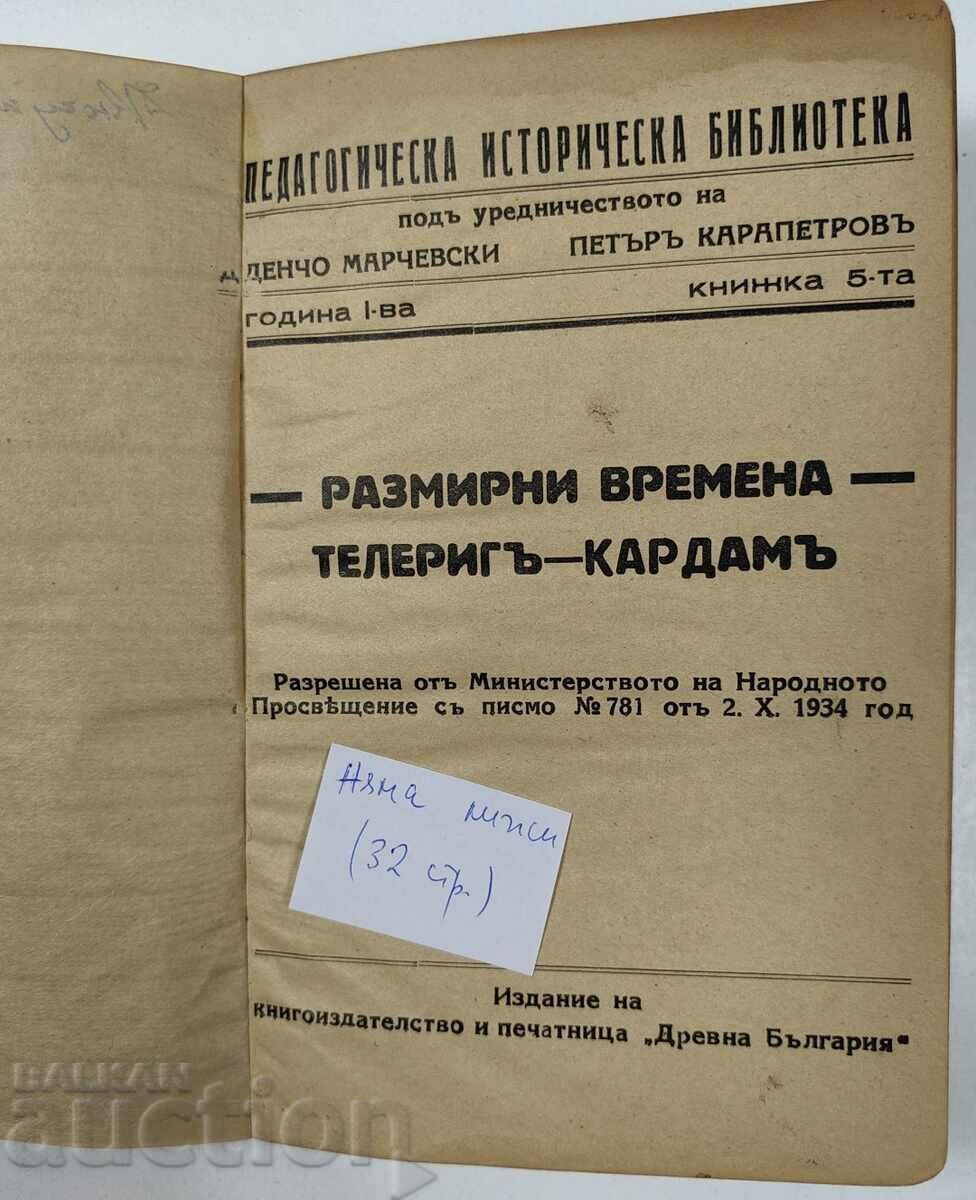 ПЕДАГОГИЧЕСКА ИСТОРИЧЕСКА БИБЛИОТЕКА
подъ уредничеството на
ДЕНЧО МАРЧЕВСКИ ПЕТЪРЪ КАРАПЕТРОВЪ
година I-ва книжка 5-та
— РАЗМИРНИ ВРЕМЕНА —
ТЕЛЕРИГЪ—КАРДАМЪ
Разрешена отъ Министерството на Народното
Просвѣщение съ писмо № 781 отъ 2. X. 1934 год
Няма липси
(32 стр.)
Издание на
книгоиздателство и печатница „Древна България“
BALKAN
auction